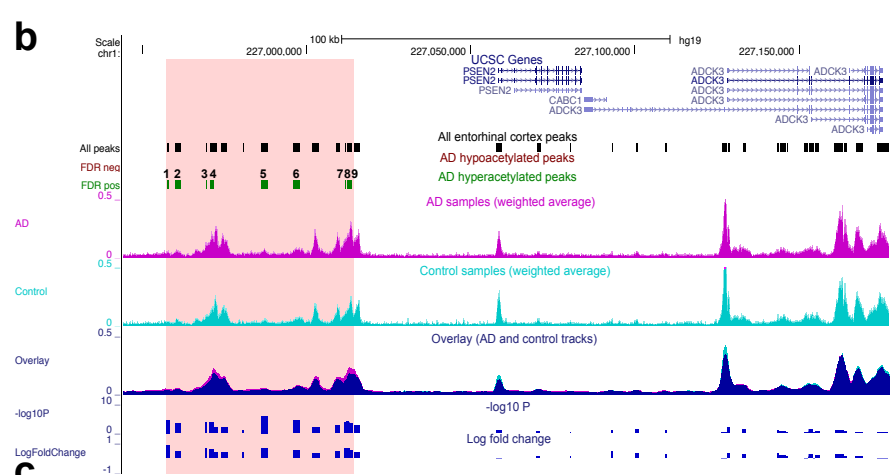 b
Scale 100 kb hg19
chr1: 227,000,000 227,050,000 227,100,000 227,150,000
UCSC Genes
PSEN2 ADCK3 ADCK3
PSEN2 ADCK3
PSEN2 ADCK3
CABC1 ADCK3
ADCK3
ADCK3
ADCK3
All entorhinal cortex peaks
All peaks
AD hypoacetylated peaks
FDR neg
1 2 3 4 5 6 7 8 9
AD hyperacetylated peaks
FDR pos
0.5
AD samples (weighted average)
AD
0
0.5
Control samples (weighted average)
Control
0
0.5
Overlay (AD and control tracks)
Overlay
0
10
-log10 P
-log10P
0
1
Log fold change
LogFoldChange
-1